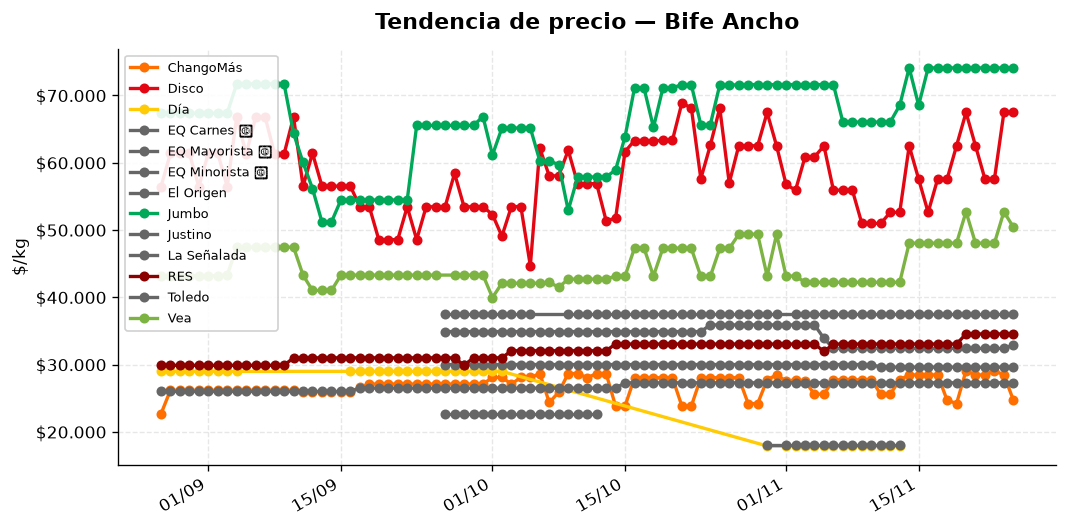 Tendencia de precio — Bife Ancho
$/kg
$70.000
$60.000
$50.000
$40.000
$30.000
$20.000
ChangoMás
Disco
Día
EQ Carnes
EQ Mayorista
EQ Minorista
El Origen
Jumbo
Justino
La Señalada
RES
Toledo
Vea
01/09
15/09
01/10
15/10
01/11
15/11